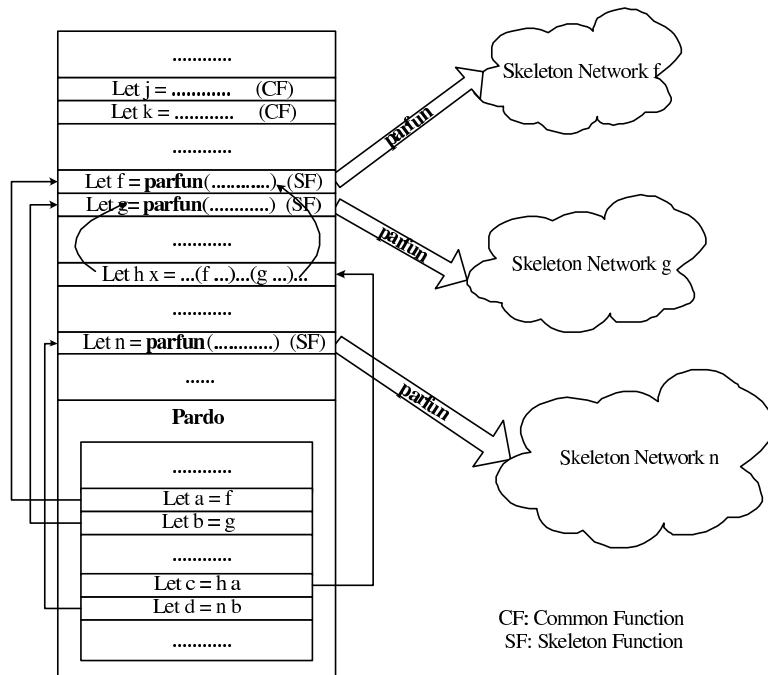 ............
Let j = ............ (CF)
Let k = ............ (CF)
............
Let f = parfun(............) (SF)
Let g= parfun(............) (SF)
............
Let h x = ...(f ...)...(g ...)...
............
Let n = parfun(............) (SF)
......
Pardo
............
Let a = f
Let b = g
............
Let c = h a
Let d = n b
............
parfun
Skeleton Network f
parfun
Skeleton Network g
parfun
Skeleton Network n
CF: Common Function
SF: Skeleton Function